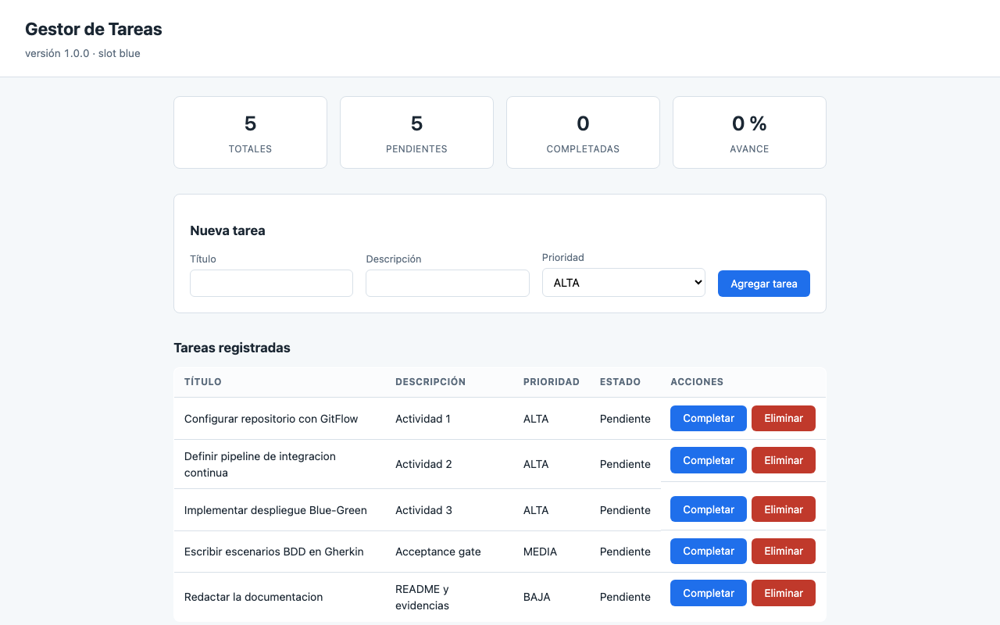 Gestor de Tareas
versión 1.0.0 · slot blue
5
TOTALES
5
PENDIENTES
0
COMPLETADAS
0 %
AVANCE
Nueva tarea
Título
Descripción
Prioridad
ALTA
Agregar tarea
Tareas registradas
TÍTULO DESCRIPCIÓN PRIORIDAD ESTADO ACCIONES
Configurar repositorio con GitFlow Actividad 1 ALTA Pendiente Completar Eliminar
Definir pipeline de integracion
continua Actividad 2 ALTA Pendiente Completar Eliminar
Implementar despliegue Blue-Green Actividad 3 ALTA Pendiente Completar Eliminar
Escribir escenarios BDD en Gherkin Acceptance gate MEDIA Pendiente Completar Eliminar
Redactar la documentacion README y
evidencias BAJA Pendiente Completar Eliminar